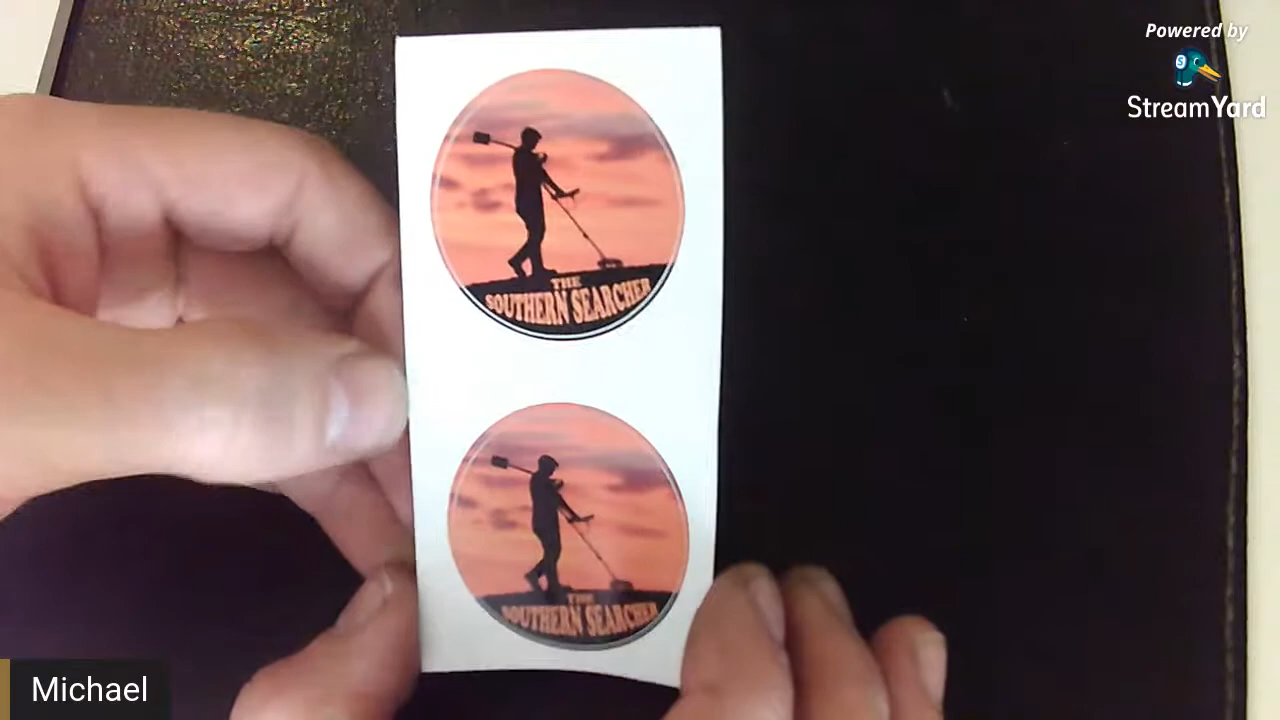 Powered by
StreamYard
THE
SOUTHERN SEARCHER
THE
SOUTHERN SEARCHER
Michael